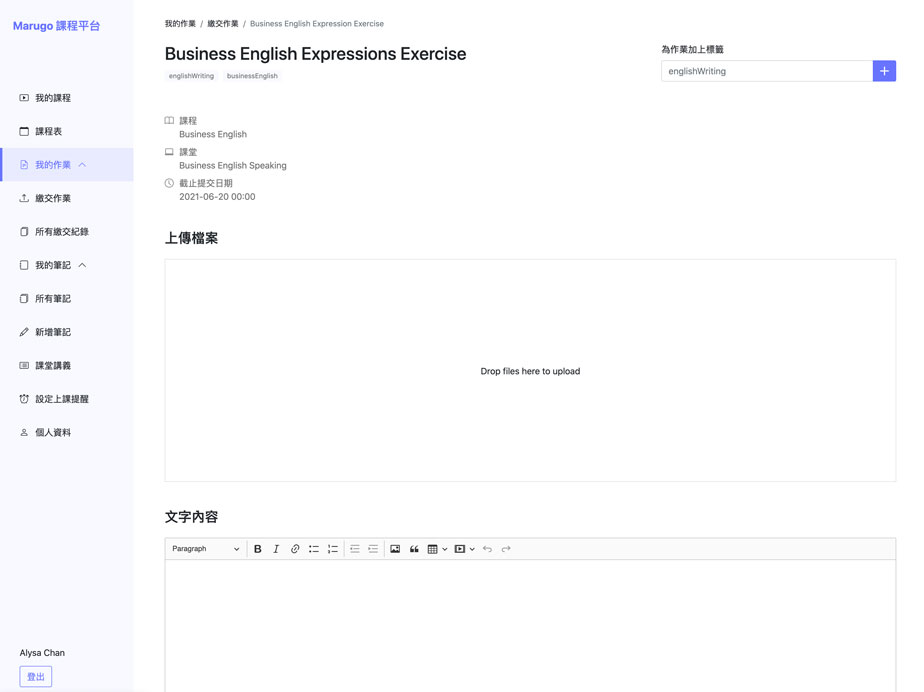 Marugo 課程平台
我的課程
課程表
我的作業
繳交作業
所有繳交紀錄
我的筆記
所有筆記
新增筆記
課堂講義
設定上課提醒
個人資料
Alysa Chan
登出
我的作業 / 繳交作業 / Business English Expression Exercise
Business English Expressions Exercise
englishWriting businessEnglish
為作業加上標籤
englishWriting
課程
Business English
課堂
Business English Speaking
截止提交日期
2021-06-20 00:00
上傳檔案
Drop files here to upload
文字內容
Paragraph